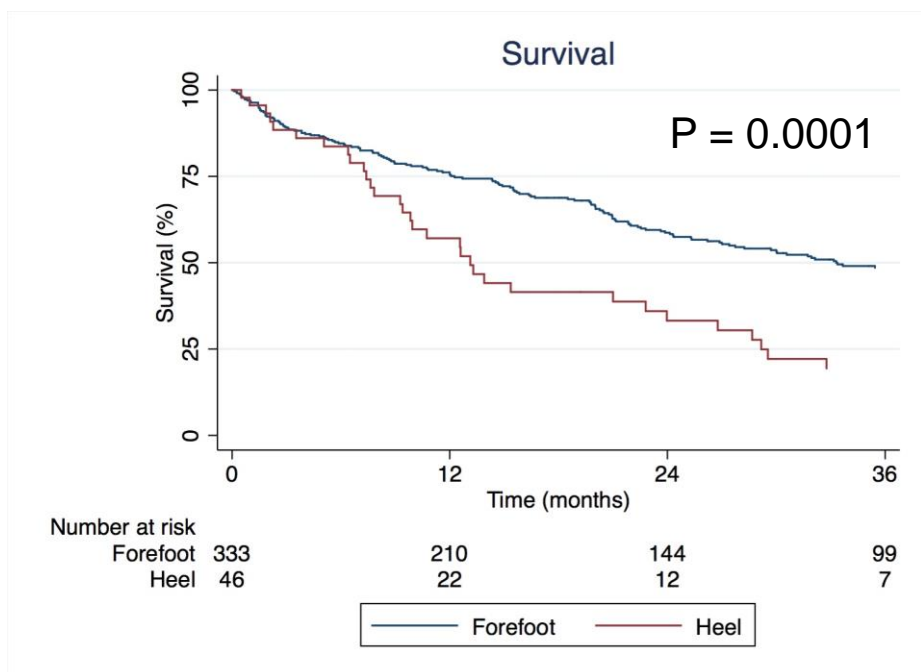 Survival
P = 0.0001
Survival (%)
100
75
50
25
0
0 12 24 36
Time (months)
Number at risk
Forefoot 333 210 144 99
Heel 46 22 12 7
Forefoot Heel